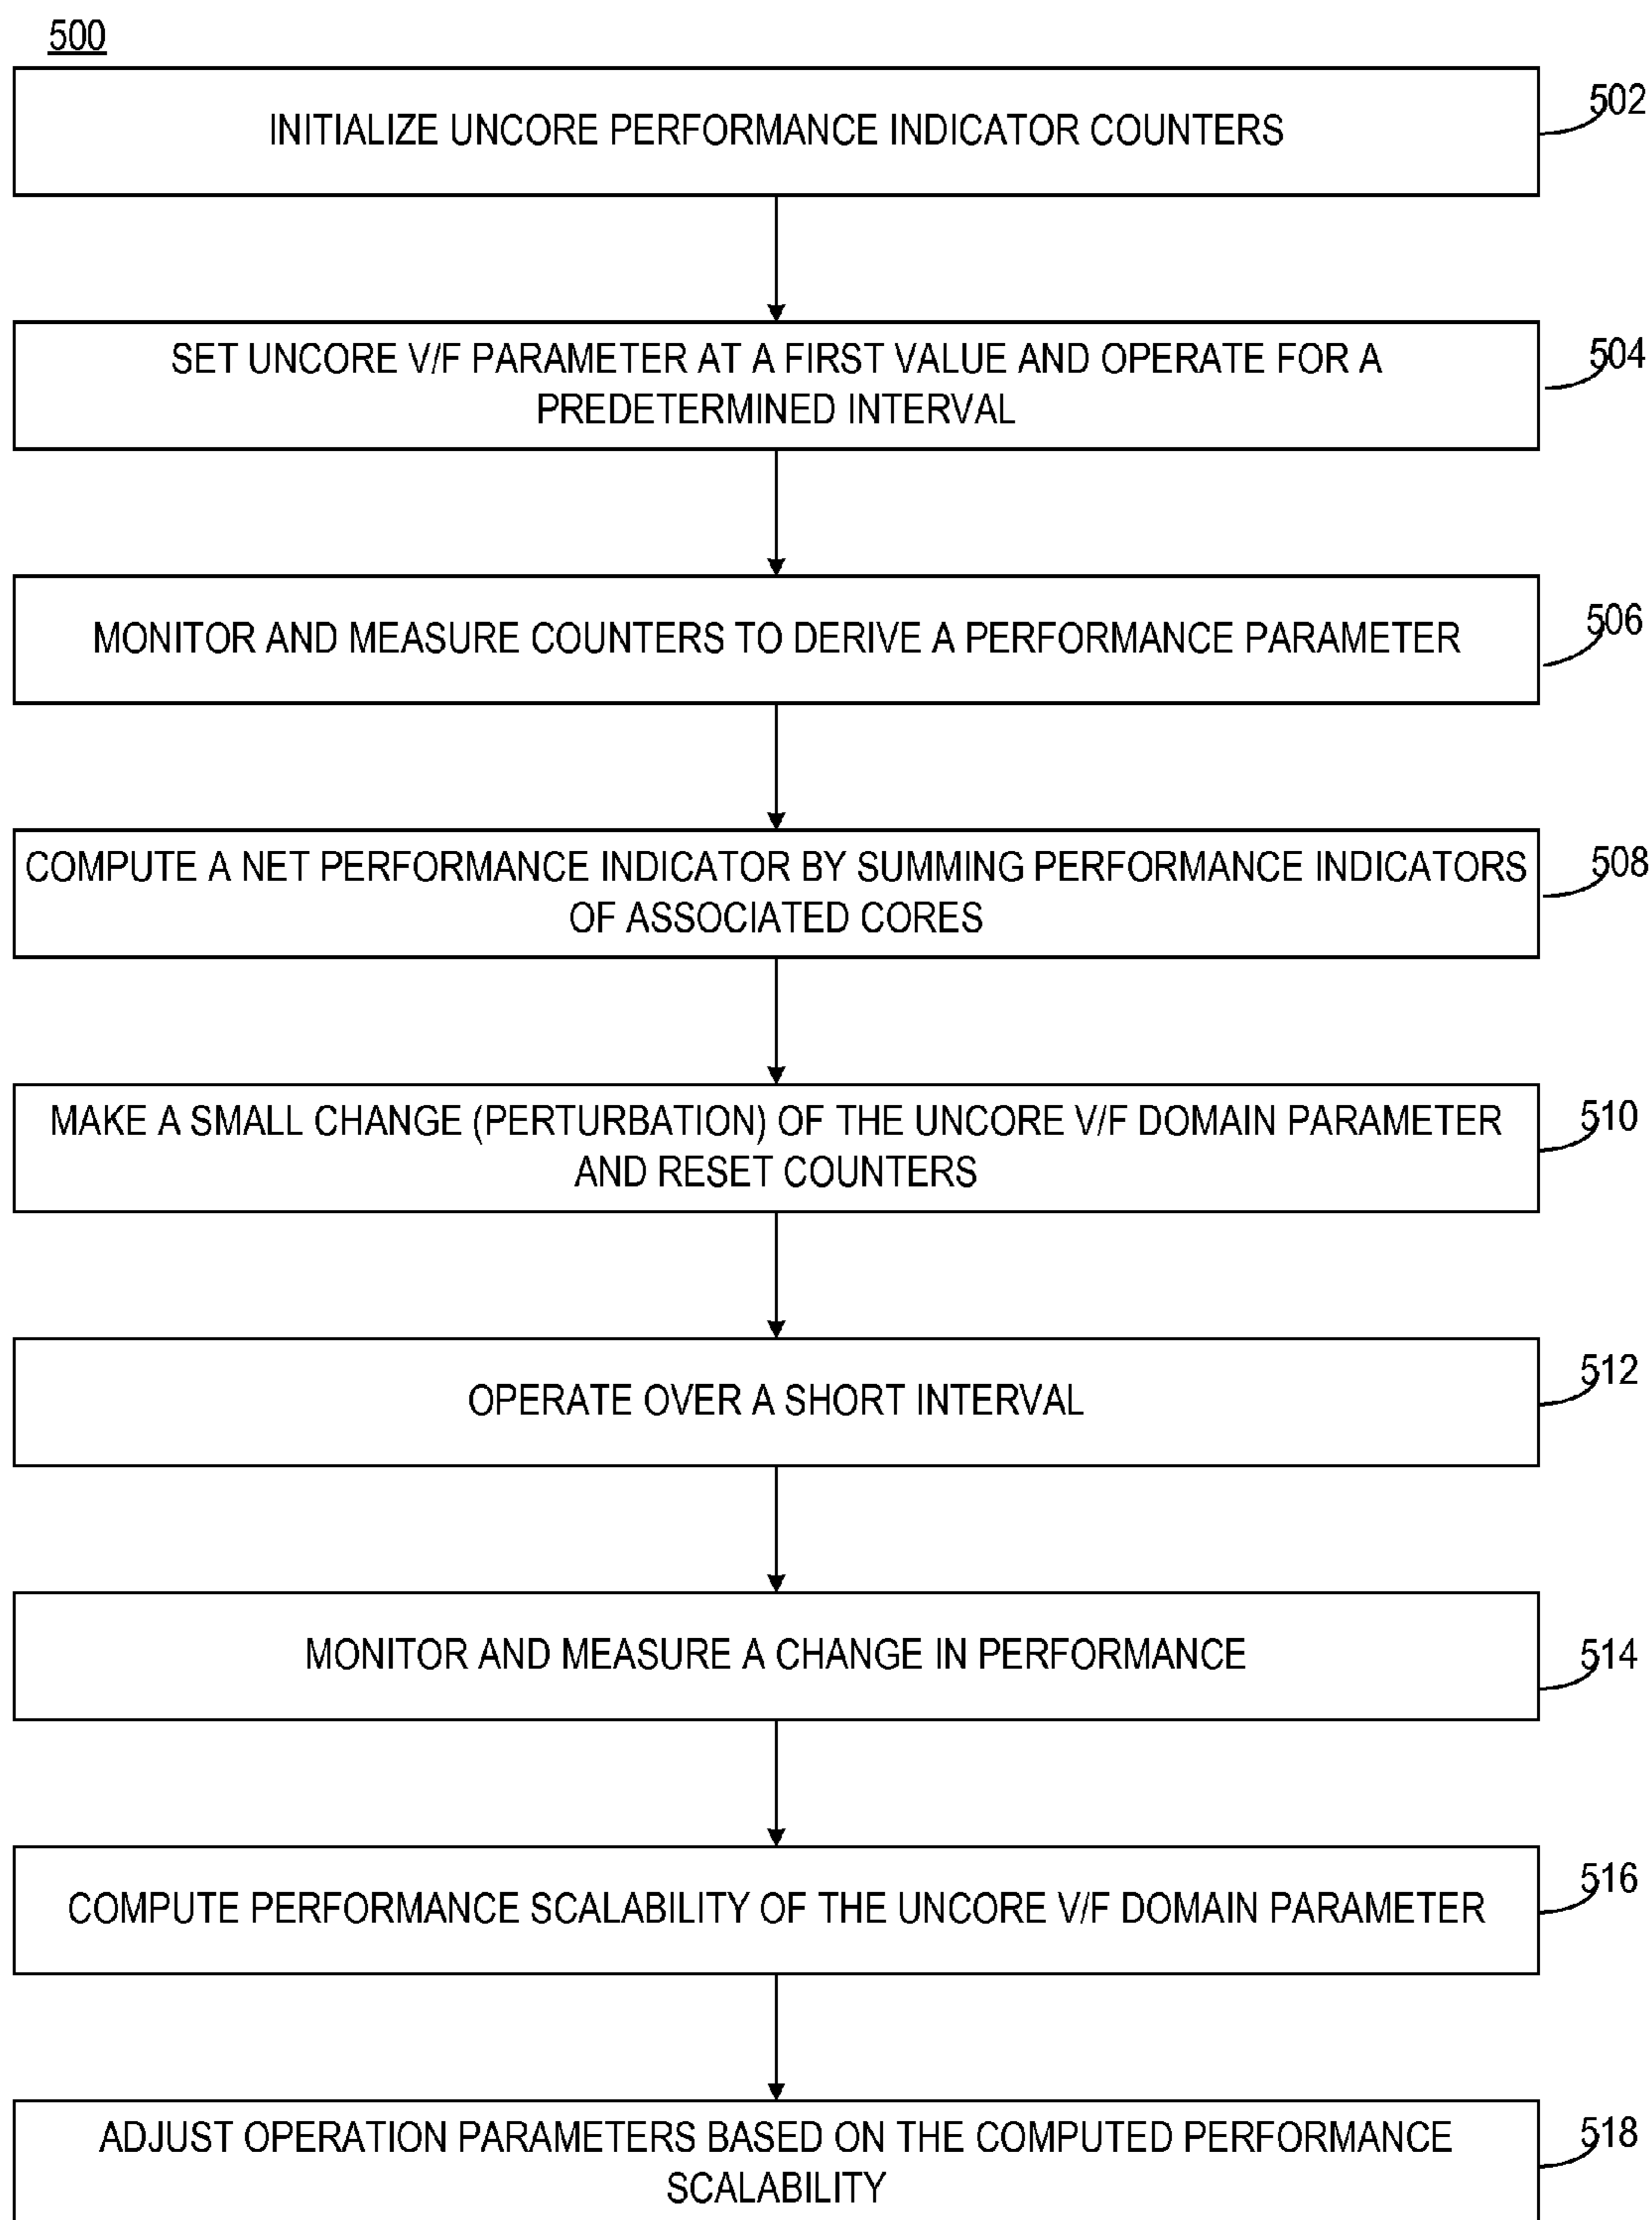 500
INITIALIZE UNCORE PERFORMANCE INDICATOR COUNTERS
502
SET UNCORE V/F PARAMETER AT A FIRST VALUE AND OPERATE FOR A
PREDETERMINED INTERVAL
504
MONITOR AND MEASURE COUNTERS TO DERIVE A PERFORMANCE PARAMETER
506
COMPUTE A NET PERFORMANCE INDICATOR BY SUMMING PERFORMANCE INDICATORS
OF ASSOCIATED CORES
508
MAKE A SMALL CHANGE (PERTURBATION) OF THE UNCORE V/F DOMAIN PARAMETER
AND RESET COUNTERS
510
OPERATE OVER A SHORT INTERVAL
512
MONITOR AND MEASURE A CHANGE IN PERFORMANCE
514
COMPUTE PERFORMANCE SCALABILITY OF THE UNCORE V/F DOMAIN PARAMETER
516
ADJUST OPERATION PARAMETERS BASED ON THE COMPUTED PERFORMANCE
SCALABILITY
518